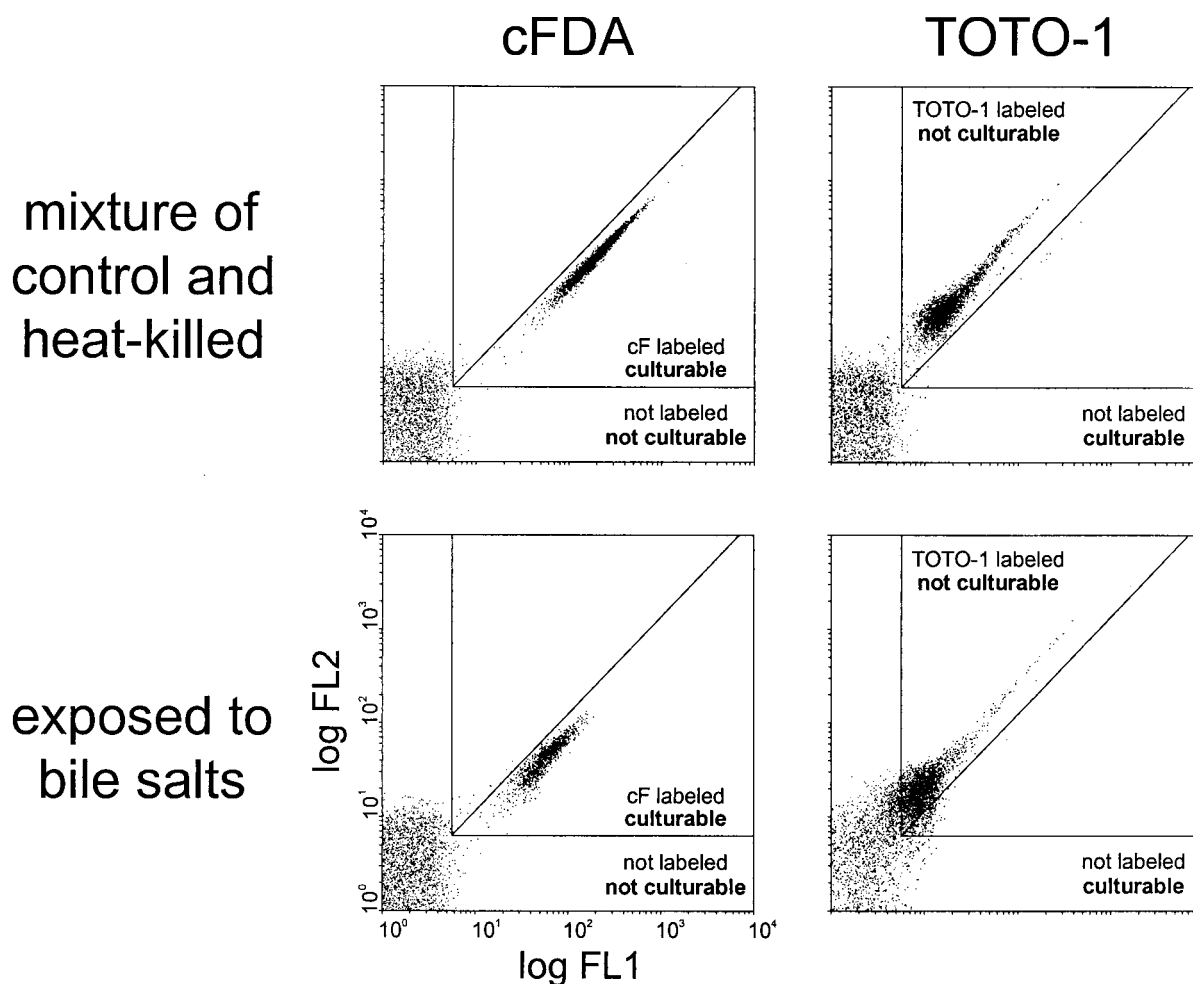 cFDA
TOTO-1
mixture of
control and
heat-killed
cF labeled
culturable
not labeled
not culturable
TOTO-1 labeled
not culturable
not labeled
culturable
exposed to
bile salts
log FL2
10⁴
10³
10²
10¹
10⁰
cF labeled
culturable
not labeled
not culturable
10⁰ 10¹ 10² 10³ 10⁴
log FL1
TOTO-1 labeled
not culturable
not labeled
culturable